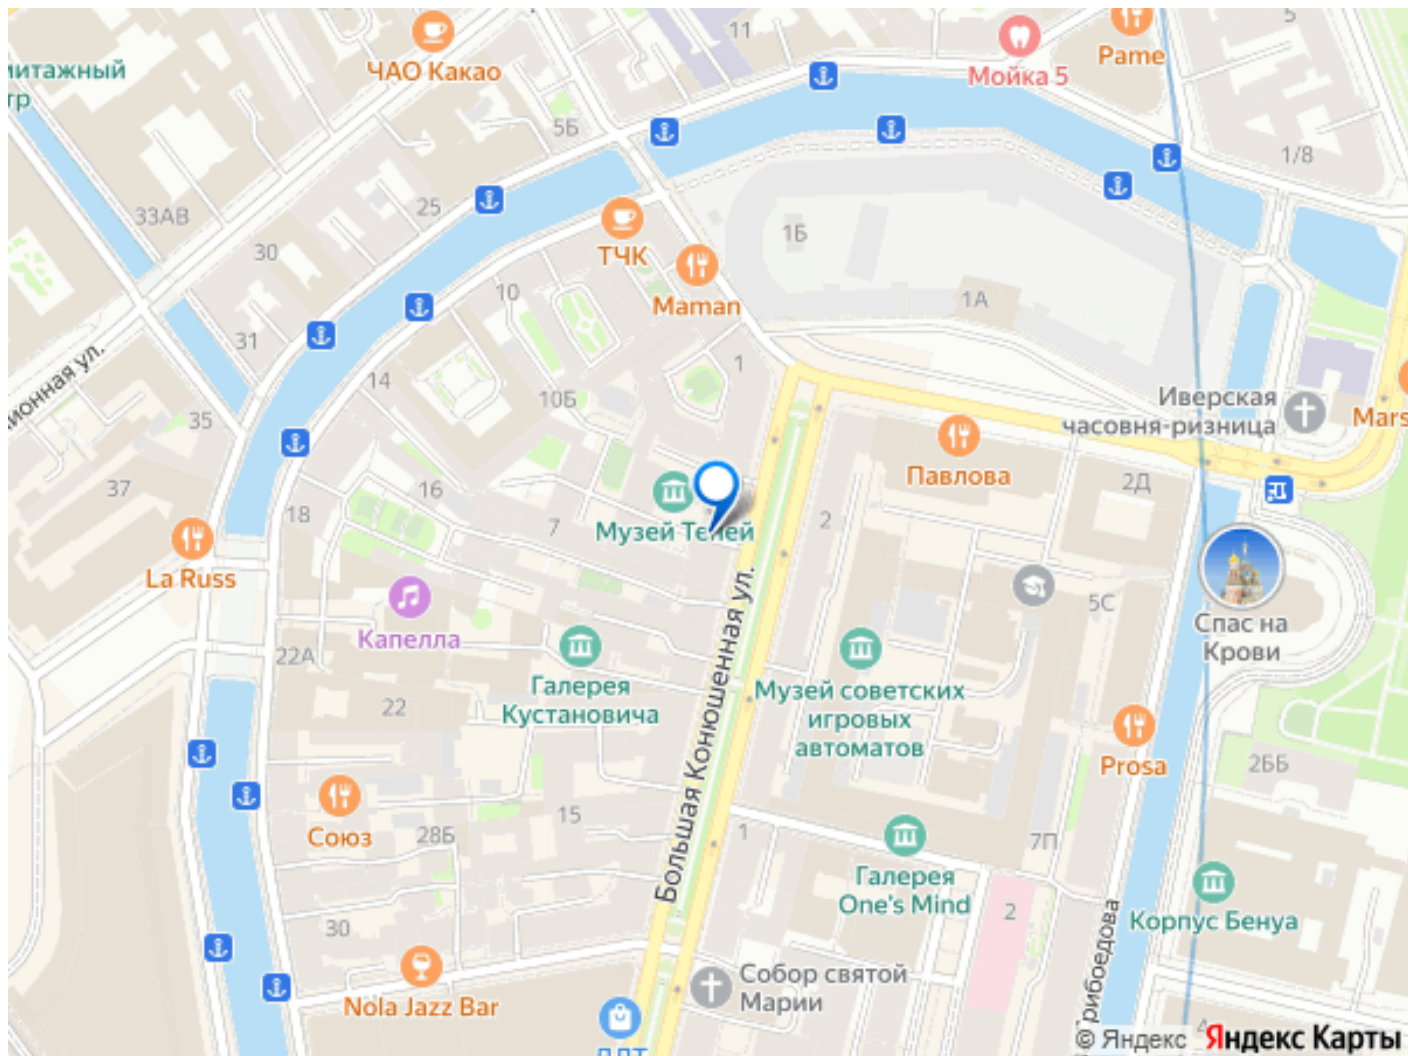 11
Pame
ЧАО Какао
митажный
тр
Мойка 5
5Б
1/8
5
33АВ
25
30
1Б
ТЧК
Maman
10
1А
31
14
1
10Б
ионная ул.
35
Иверская
часовня-ризница
Mars
Павлова
37
16
2Д
18
7
Музей Теней
2
La Russ
Капелла
5С
Спас на
Крови
22А
Галерея
Кустановича
22
Большая Конюшенная ул.
Музей советских
игровых
автоматов
Prosa
2ББ
Союз
28Б
15
1
7П
Галерея
One's Mind
2
Корпус Бенуа
30
Nola Jazz Bar
Собор святой
Марии
рибоедова
4
ДЛТ
© Яндекс Яндекс Карты